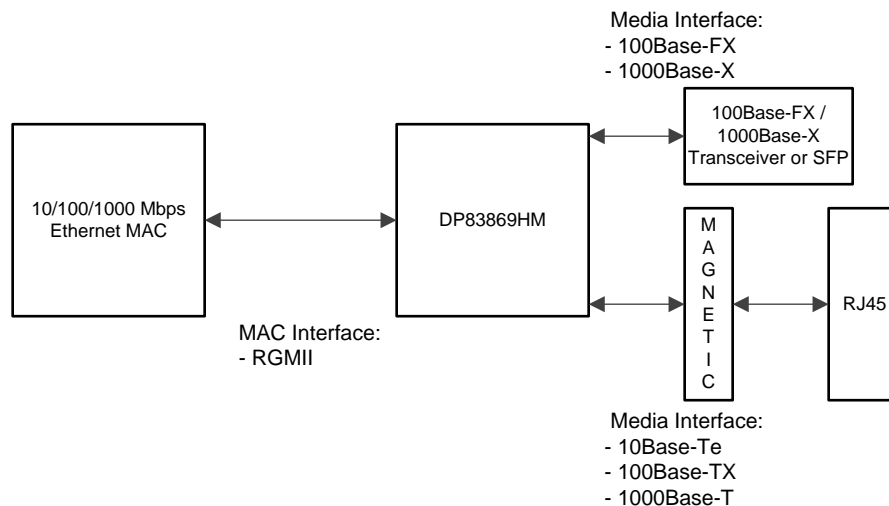 Media Interface:
- 100Base-FX
- 1000Base-X
100Base-FX /
1000Base-X
Transceiver or SFP
10/100/1000 Mbps
Ethernet MAC
DP83869HM
M
A
G
N
E
T
I
C
RJ45
MAC Interface:
- RGMII
Media Interface:
- 10Base-Te
- 100Base-TX
- 1000Base-T